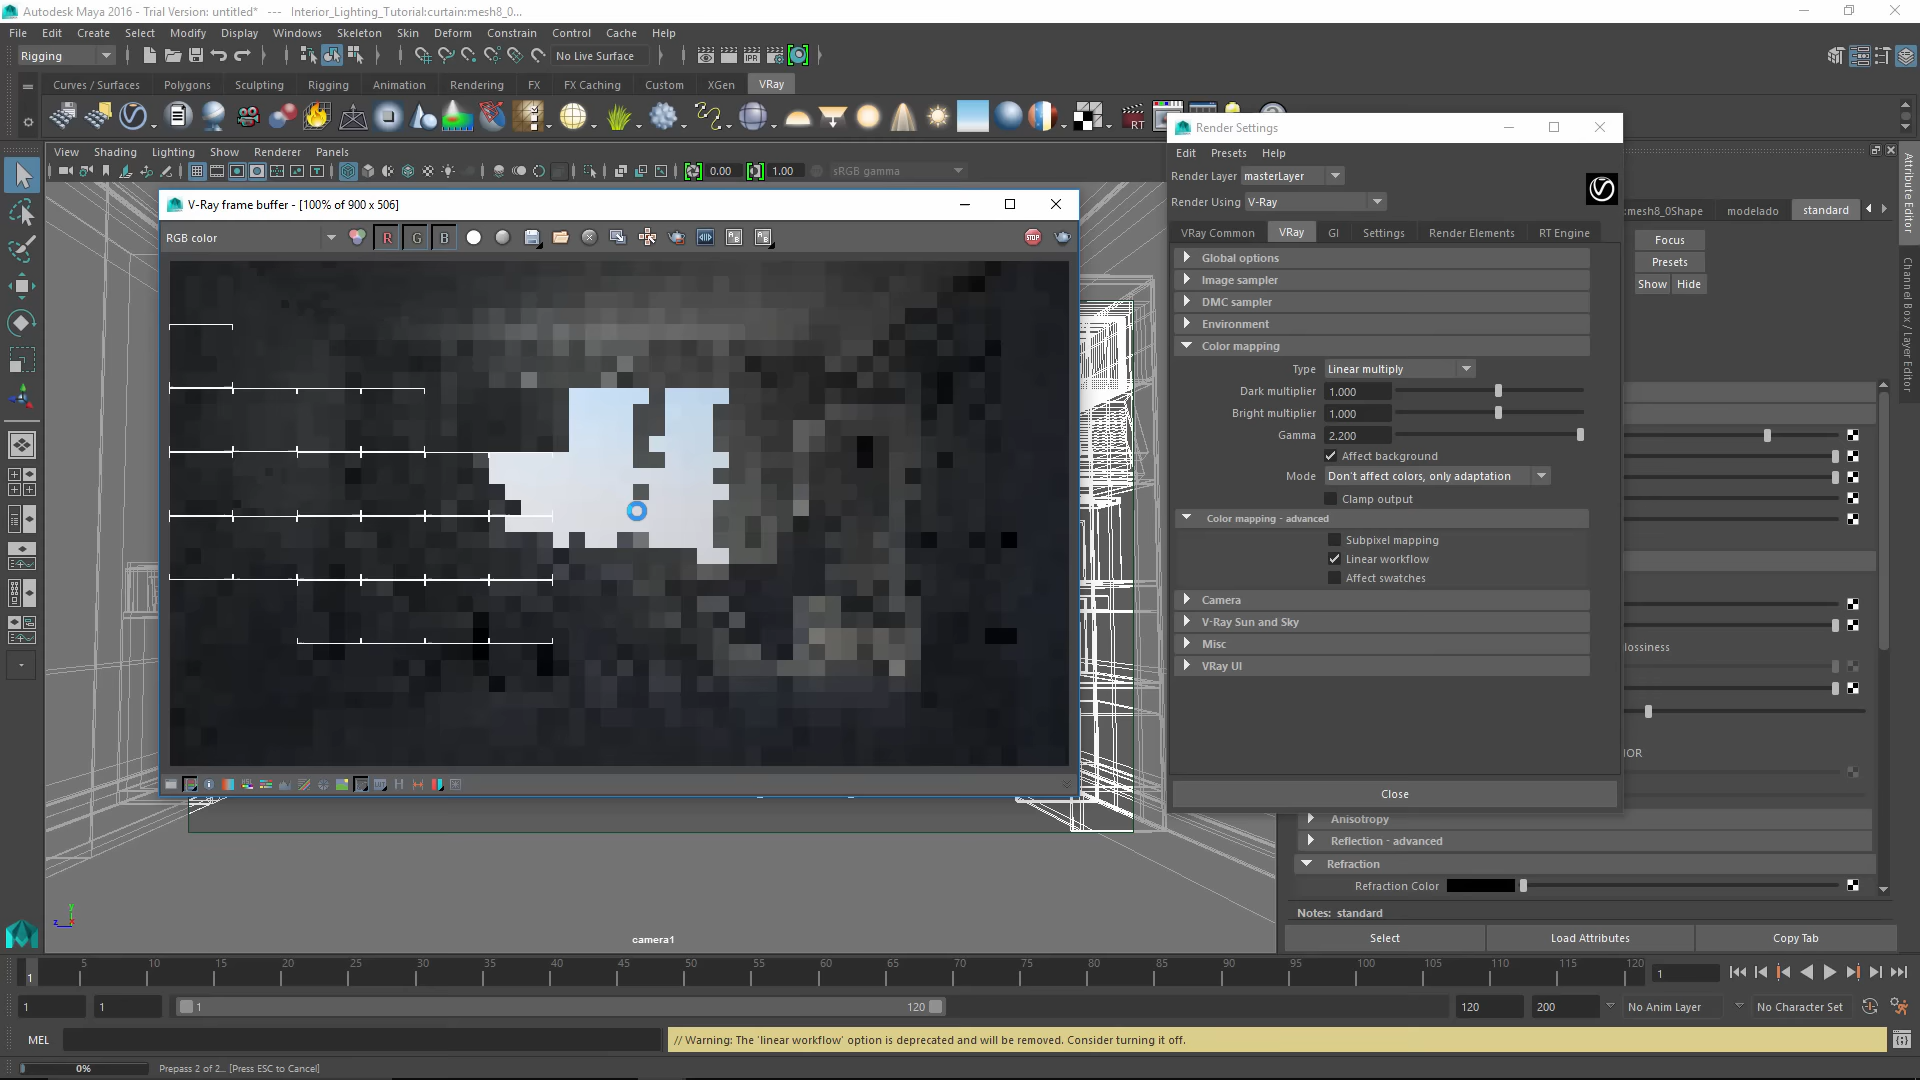 Autodesk Maya 2016 - Trial Version: untitled*   ---   Interior_Lighting_Tutorial:curtain:mesh8_0...
File Edit Create Select Modify Display Windows Skeleton Skin Deform Constrain Control Cache Help
Rigging
No Live Surface
IPR
Curves / Surfaces Polygons Sculpting Rigging Animation Rendering FX FX Caching Custom XGen VRay
RT
View Shading Lighting Show Renderer Panels
0.00 1.00 sRGB gamma
V-Ray frame buffer - [100% of 900 x 506]
RGB color
R G B
STOP
Render Settings
Edit Presets Help
Render Layer masterLayer
Render Using V-Ray
VRay Common VRay GI Settings Render Elements RT Engine
Global options
Image sampler
DMC sampler
Environment
Color mapping
Type Linear multiply
Dark multiplier 1.000
Bright multiplier 1.000
Gamma 2.200
Affect background
Mode Don't affect colors, only adaptation
Clamp output
Color mapping - advanced
Subpixel mapping
Linear workflow
Affect swatches
Camera
V-Ray Sun and Sky
Misc
VRay UI
Close
:mesh8_0Shape modelado standard
Focus
Presets
Show Hide
Attribute Editor
Channel Box / Layer Editor
lossiness
IOR
Anisotropy
Reflection - advanced
Refraction
Refraction Color
Notes: standard
Select Load Attributes Copy Tab
camera1
y
z x
1 5 10 15 20 25 30 35 40 45 50 55 60 65 70 75 80 85 90 95 100 105 110 115 120
1
1 1 1 120 120 200 No Anim Layer No Character Set
MEL
// Warning: The 'linear workflow' option is deprecated and will be removed. Consider turning it off.
0% Prepass 2 of 2... [Press ESC to Cancel]